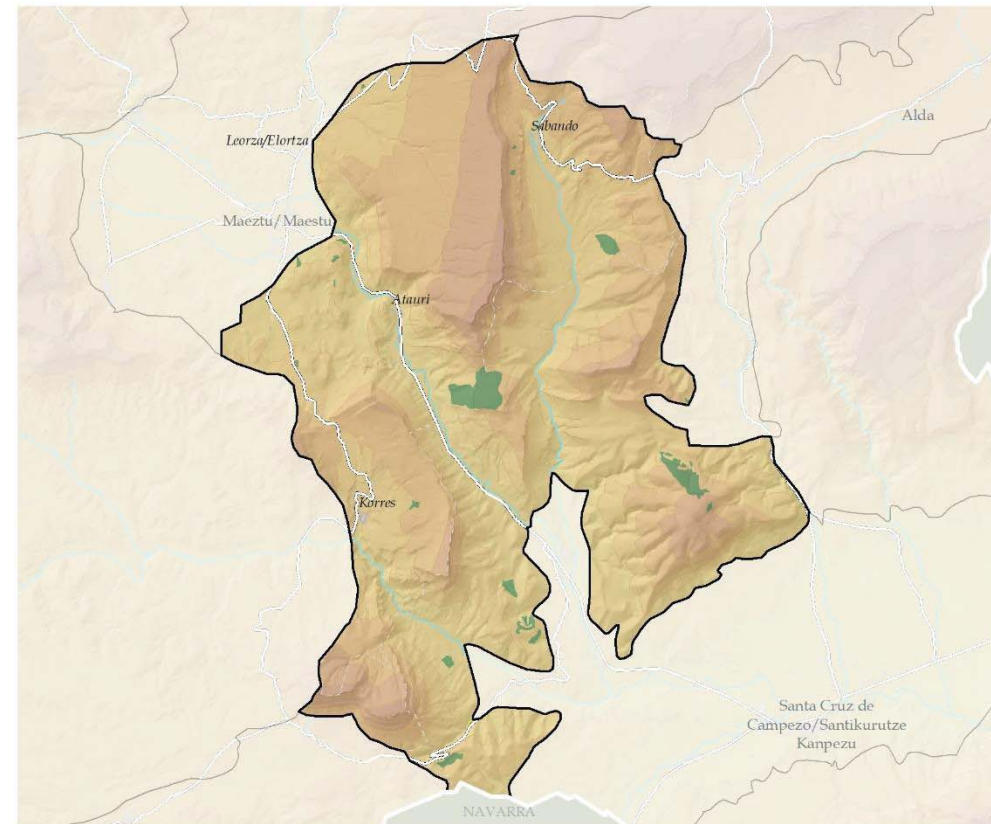 Alda
Sabando
Leorza/Elortza
Maeztu/Maestu
Atauri
Korres
Santa Cruz de
Campezo/Santikurutze
Kanpezu
NAVARRA